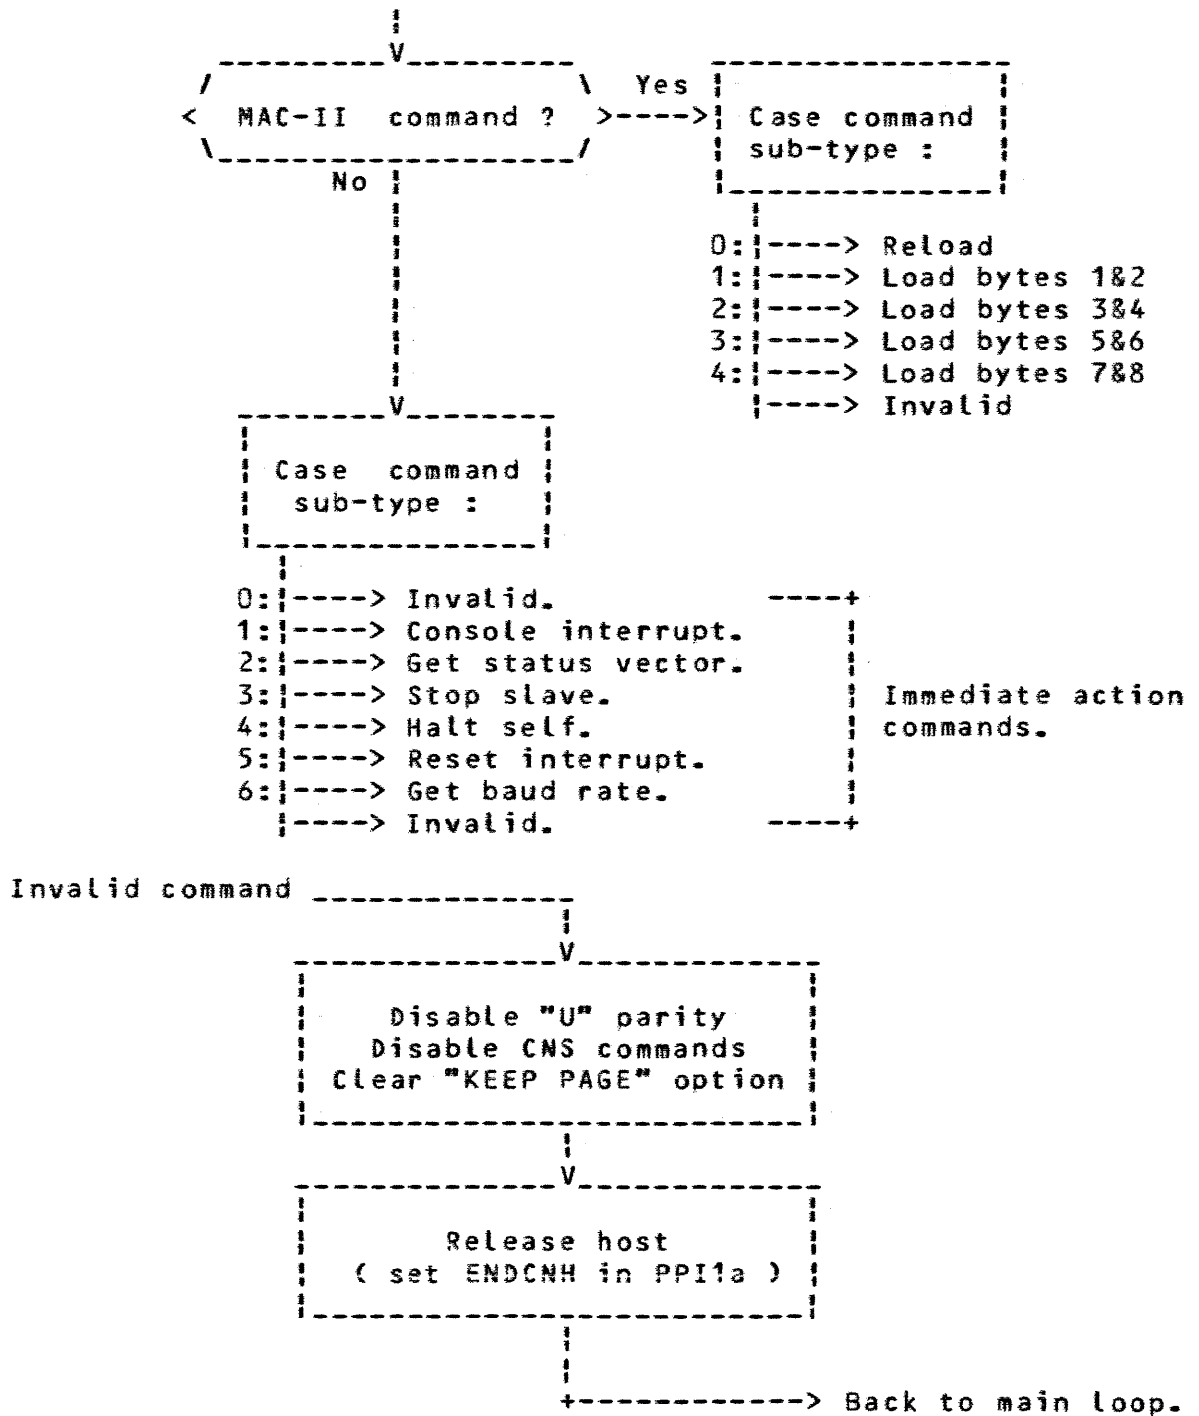 MAC-II command ?
Yes
Case command
sub-type :
No
0: Reload
1: Load bytes 1&2
2: Load bytes 3&4
3: Load bytes 5&6
4: Load bytes 7&8
Invalid
Case command
sub-type :
0: Invalid.
1: Console interrupt.
2: Get status vector.
3: Stop slave.
4: Halt self.
5: Reset interrupt.
6: Get baud rate.
Invalid.
Immediate action
commands.
Invalid command
Disable "U" parity
Disable CNS commands
Clear "KEEP PAGE" option
Release host
( set ENDCNH in PPI1a )
Back to main loop.